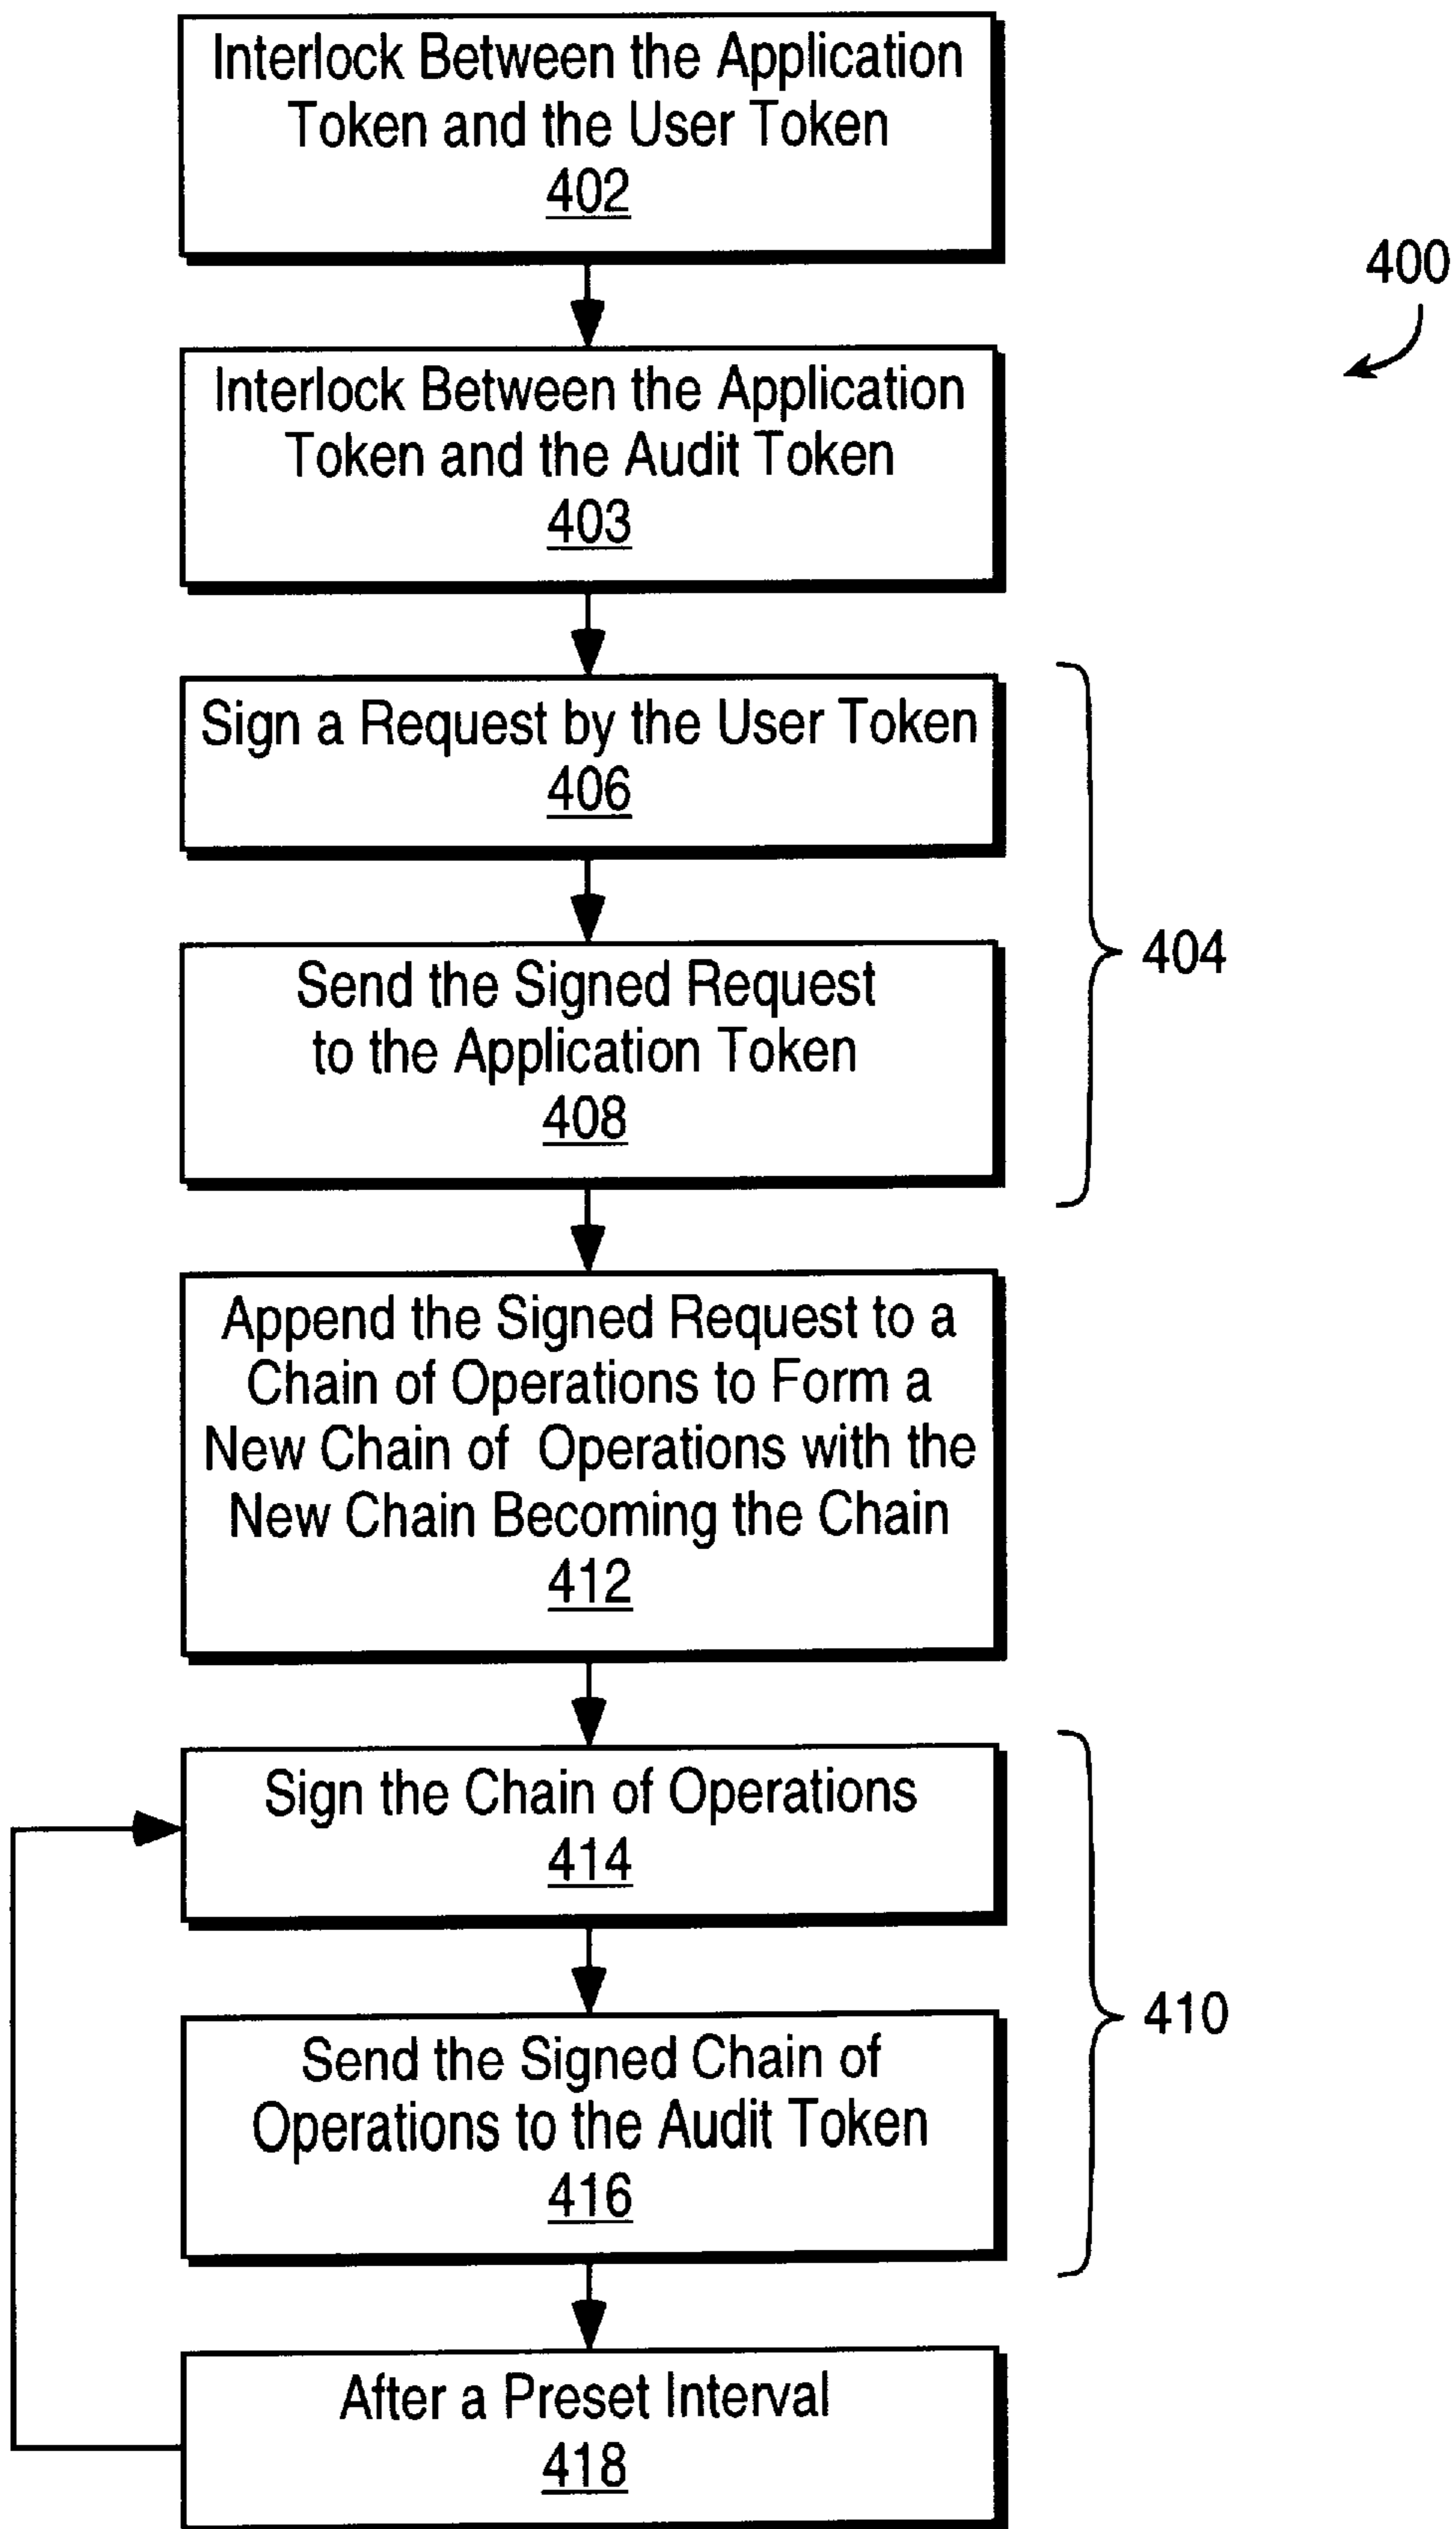 Interlock Between the Application
Token and the User Token
402
400
Interlock Between the Application
Token and the Audit Token
403
Sign a Request by the User Token
406
404
Send the Signed Request
to the Application Token
408
Append the Signed Request to a
Chain of Operations to Form a
New Chain of Operations with the
New Chain Becoming the Chain
412
Sign the Chain of Operations
414
410
Send the Signed Chain of
Operations to the Audit Token
416
After a Preset Interval
418